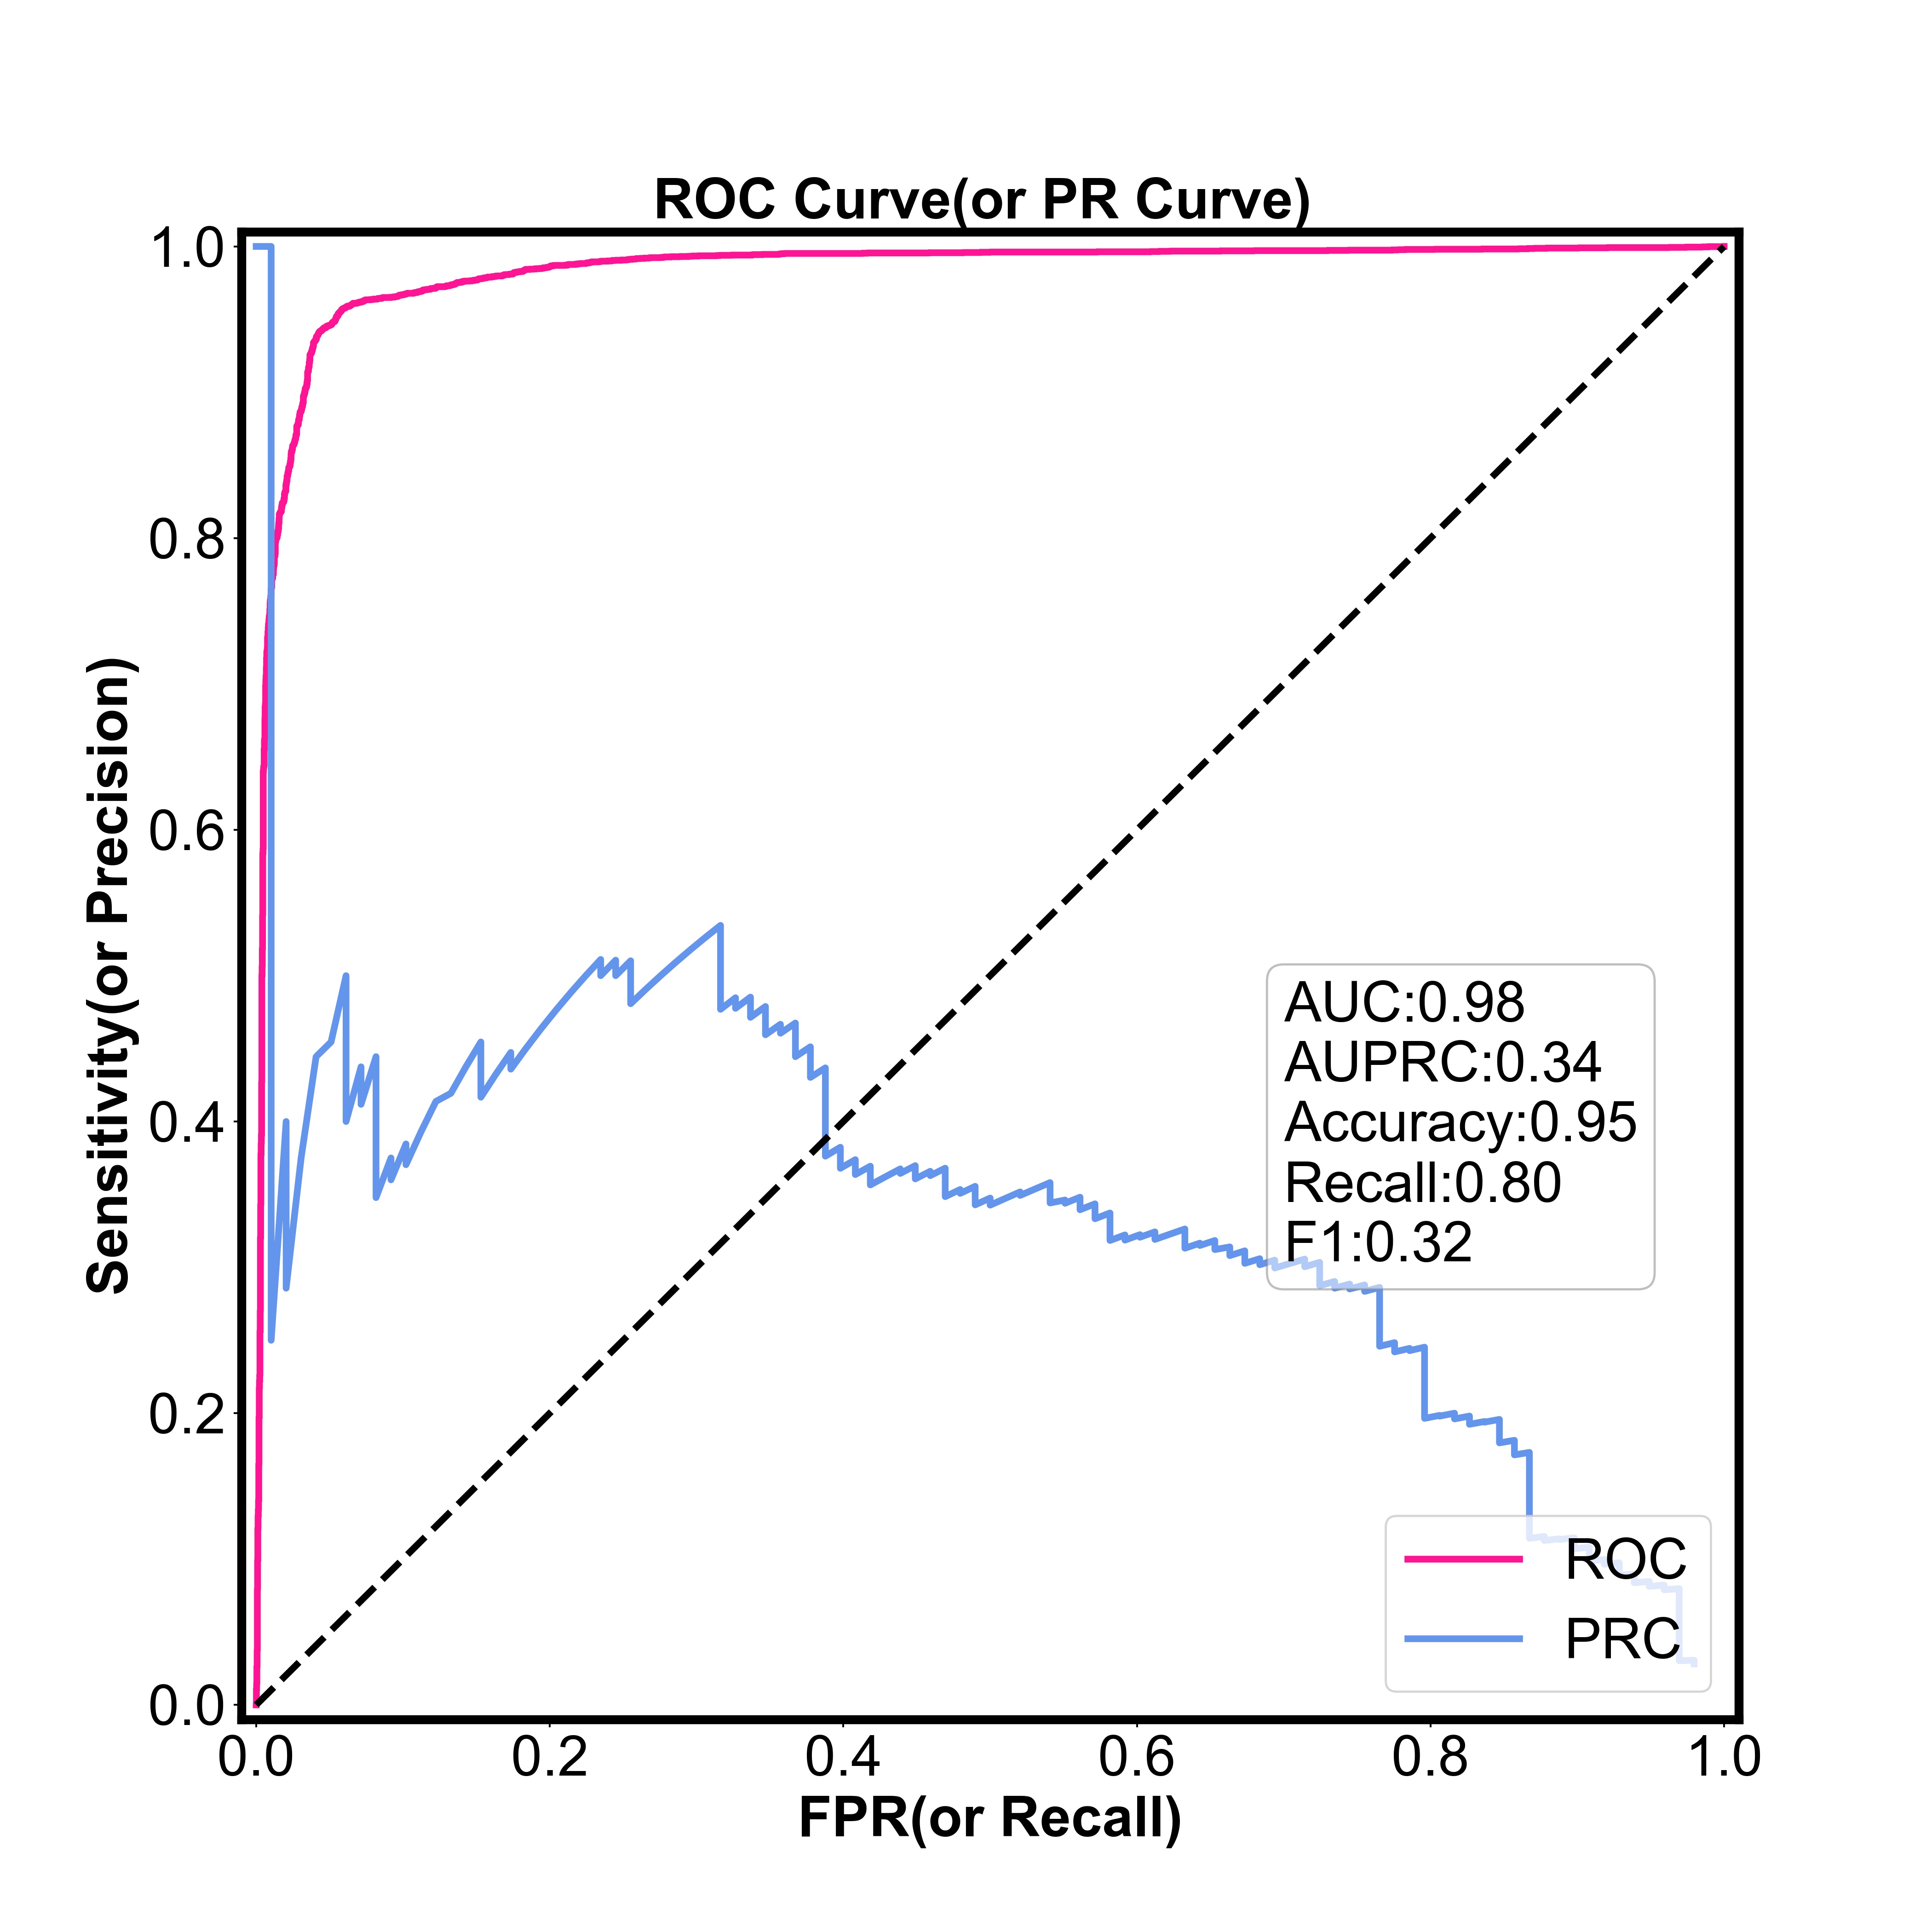 ROC Curve(or PR Curve)
1.0
0.8
0.6
0.4
0.2
0.0
Sensitivity(or Precision)
AUC:0.98
AUPRC:0.34
Accuracy:0.95
Recall:0.80
F1:0.32
ROC
PRC
0.0 0.2 0.4 0.6 0.8 1.0
FPR(or Recall)